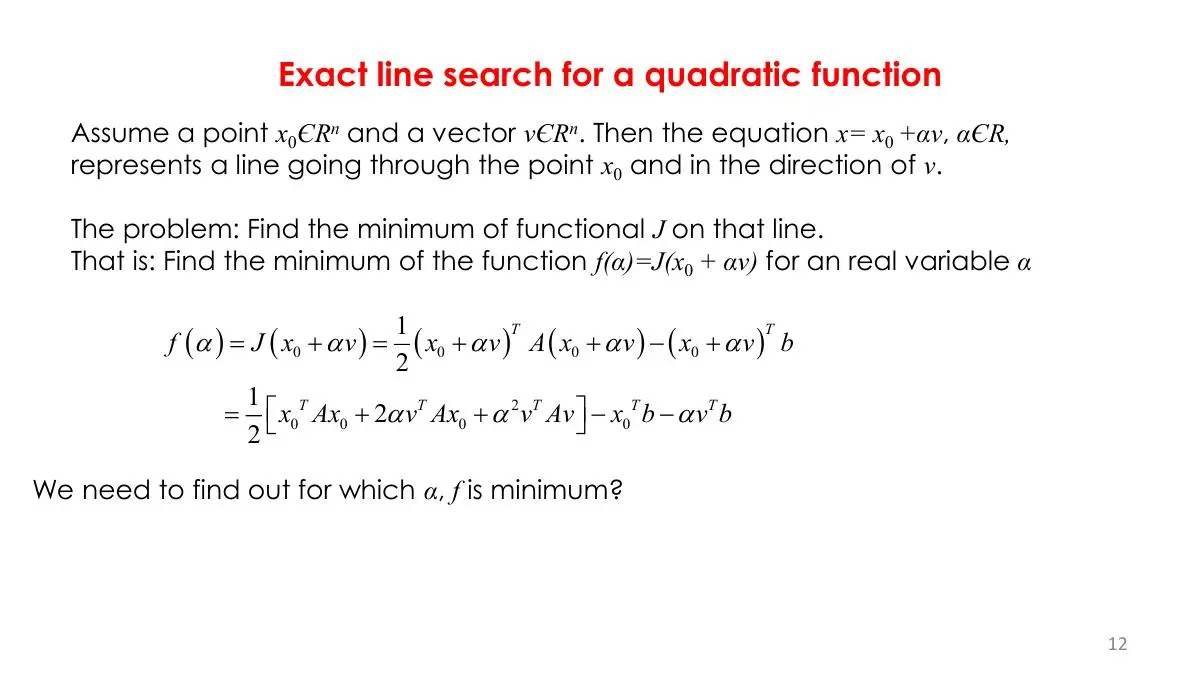 Exact line search for a quadratic function
Assume a point x₀ЄRⁿ and a vector vЄRⁿ. Then the equation x= x₀ +αv, αЄR,
represents a line going through the point x₀ and in the direction of v.
The problem: Find the minimum of functional J on that line.
That is: Find the minimum of the function f(α)=J(x₀ + αv) for an real variable α
f(α) = J(x₀ + αv) = 1/2 (x₀ + αv)ᵀ A(x₀ + αv) − (x₀ + αv)ᵀ b
= 1/2 [x₀ᵀ Ax₀ + 2αvᵀ Ax₀ + α²vᵀ Av] − x₀ᵀb − αvᵀb
We need to find out for which α, f is minimum?
12